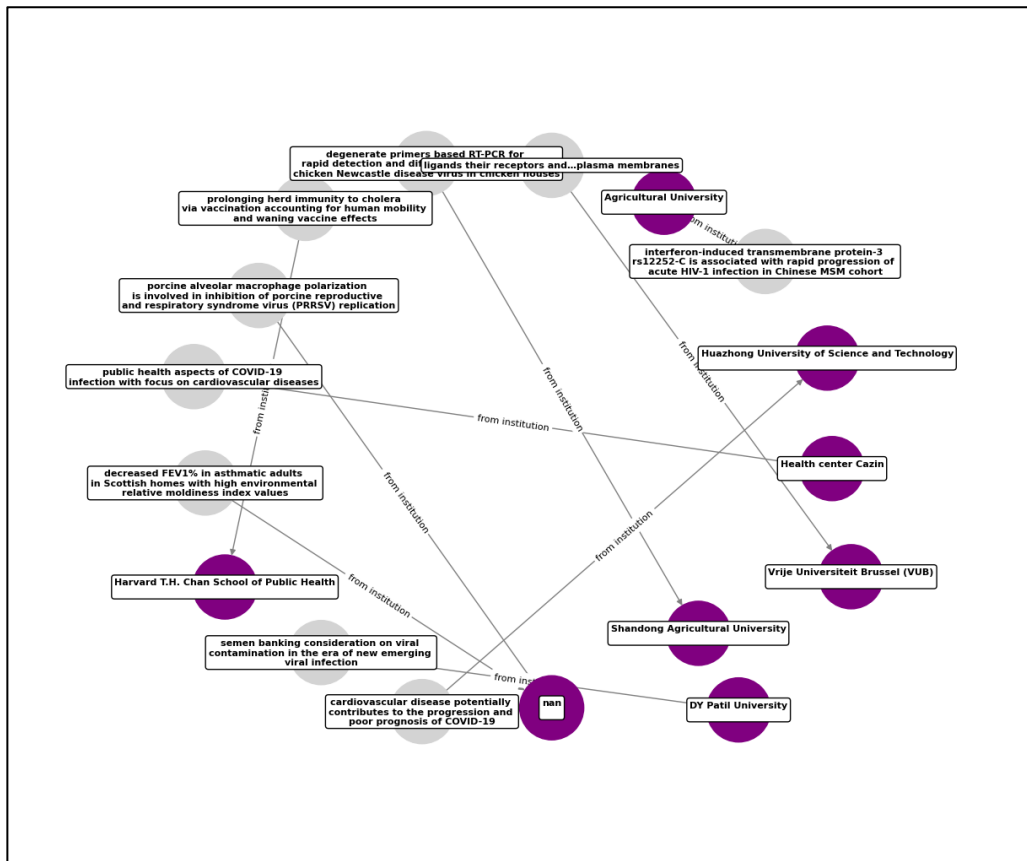 degenerate primers based RT-PCR for
rapid detection and dif
chicken Newcastle disease virus in chicken houses
ligands their receptors and…plasma membranes
Agricultural University
from instituti
prolonging herd immunity to cholera
via vaccination accounting for human mobility
and waning vaccine effects
interferon-induced transmembrane protein-3
rs12252-C is associated with rapid progression of
acute HIV-1 infection in Chinese MSM cohort
porcine alveolar macrophage polarization
is involved in inhibition of porcine reproductive
and respiratory syndrome virus (PRRSV) replication
Huazhong University of Science and Technology
from institution
public health aspects of COVID-19
infection with focus on cardiovascular diseases
from instit
from institution
from institution
Health center Cazin
decreased FEV1% in asthmatic adults
in Scottish homes with high environmental
relative moldiness index values
from institution
from institution
Vrije Universiteit Brussel (VUB)
Harvard T.H. Chan School of Public Health
from institution
Shandong Agricultural University
semen banking consideration on viral
contamination in the era of new emerging
viral infection
from insti
cardiovascular disease potentially
contributes to the progression and
poor prognosis of COVID-19
nan
DY Patil University